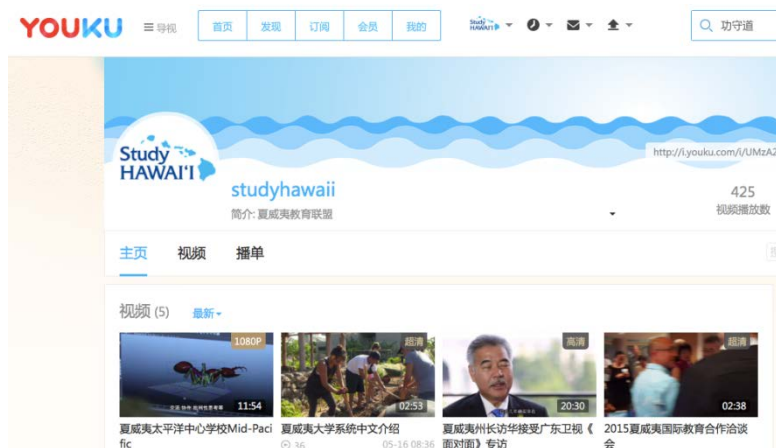 YOUKU
导视
首页 发现 订阅 会员 我的
Study HAWAI'I
功守道
Study
HAWAI'I
http://i.youku.com/i/UMzA2
studyhawaii
425
简介: 夏威夷教育联盟
视频播放数
主页 视频 播单
视频 (5) 最新
1080P 超清 高清 超清
11:54 02:53 20:30 02:38
夏威夷太平洋中心学校Mid-Paci
fic
夏威夷大学系统中文介绍
36 05-16 08:36
夏威夷州长访华接受广东卫视《
面对面》专访
2015夏威夷国际教育合作洽谈
会